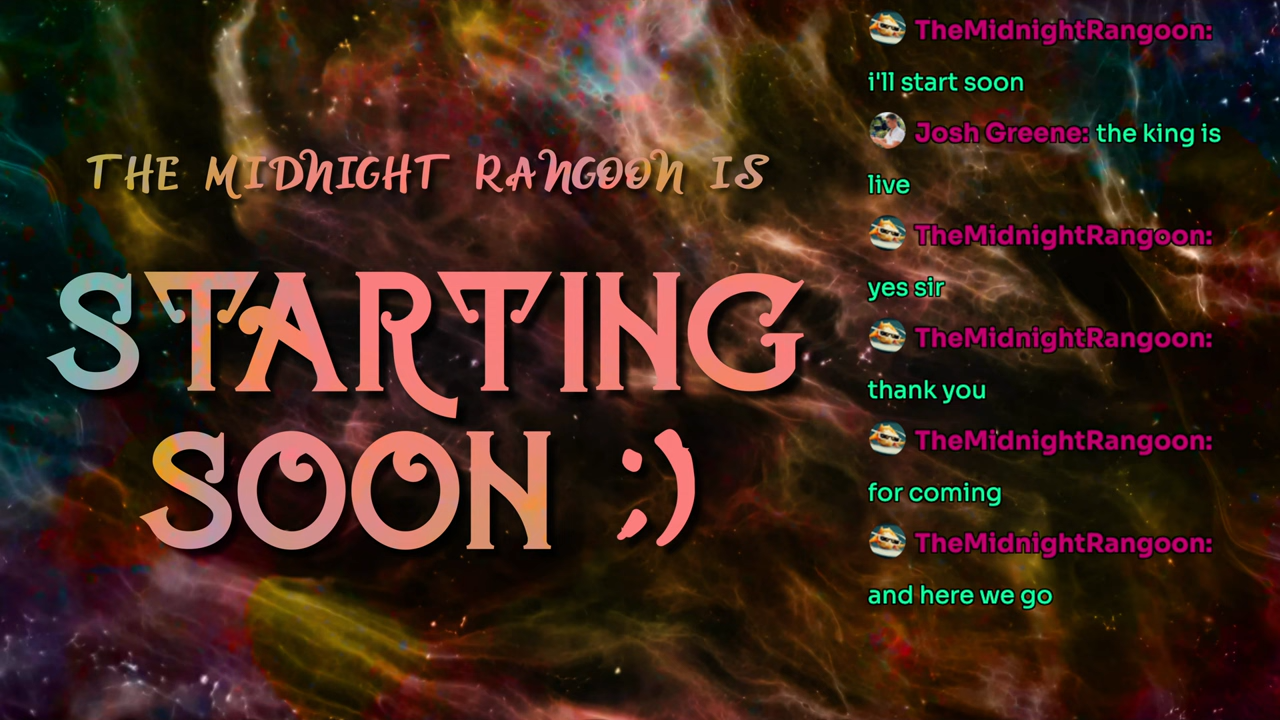 THE MIDNIGHT RANGOON IS
STARTING
SOON ;)
TheMidnightRangoon:
i'll start soon
Josh Greene: the king is
live
TheMidnightRangoon:
yes sir
TheMidnightRangoon:
thank you
TheMidnightRangoon:
for coming
TheMidnightRangoon:
and here we go